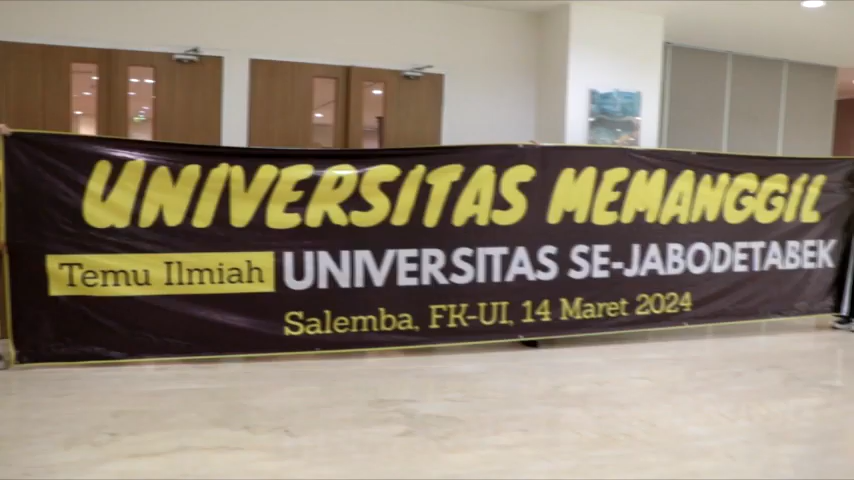 UNIVERSITAS MEMANGGIL
Temu Ilmiah UNIVERSITAS SE-JABODETABEK
Salemba, FK-UI, 14 Maret 2024